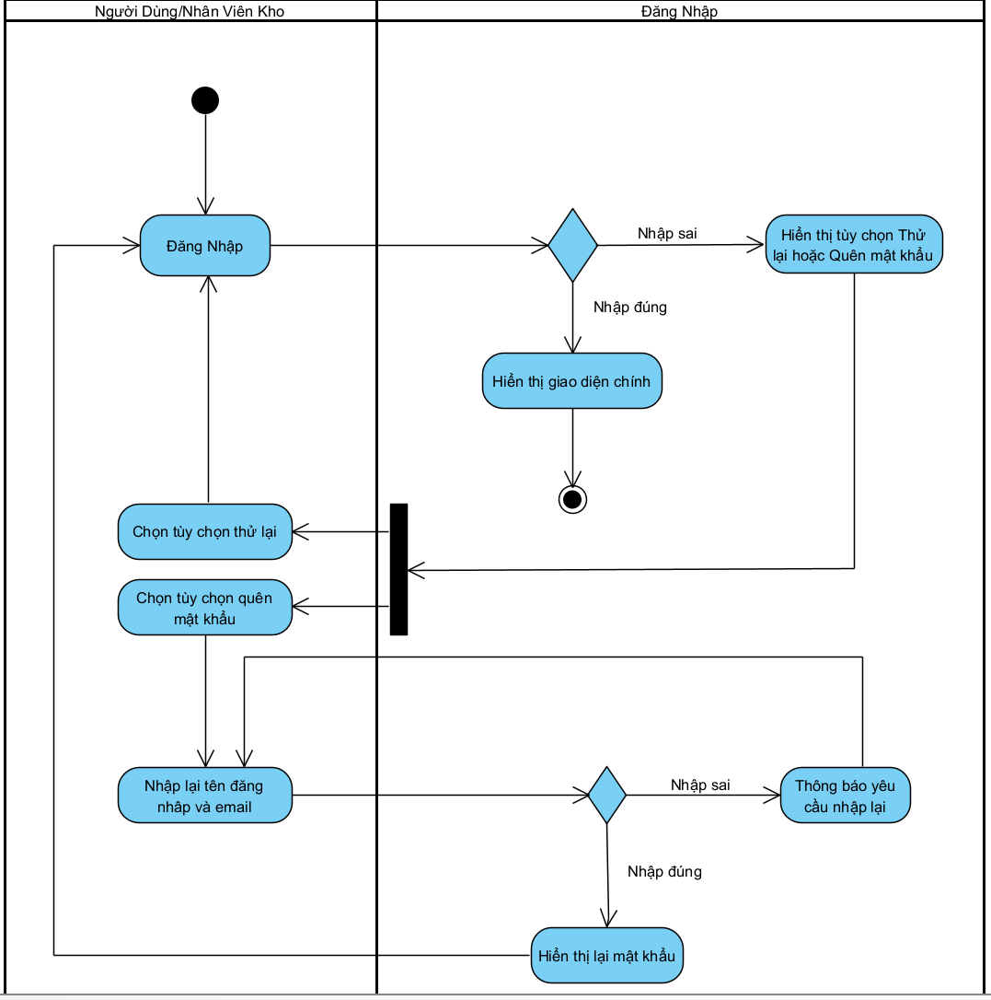 Người Dùng/Nhân Viên Kho
Đăng Nhập
Đăng Nhập
Nhập sai
Hiển thị tùy chọn Thử
lại hoặc Quên mật khẩu
Nhập đúng
Hiển thị giao diện chính
Chọn tùy chọn thử lại
Chọn tùy chọn quên
mật khẩu
Nhập lại tên đăng
nhâp và email
Nhập sai
Thông báo yêu
cầu nhập lại
Nhập đúng
Hiển thị lại mật khẩu